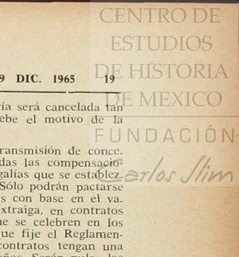 CENTRO DE
ESTUDIOS
DE HISTORIA
DE MEXICO
FUNDACIÓN
Carlos Slim
9 DIC. 1965 19
ría será cancelada tan
ebe el motivo de la
ransmisión de conce-
das las compensacio-
galías que se establez-
Sólo podrán pactarse
s con base en el va-
extraiga, en contratos
ue se celebren en los
que fije el Reglamen-
contratos tengan una